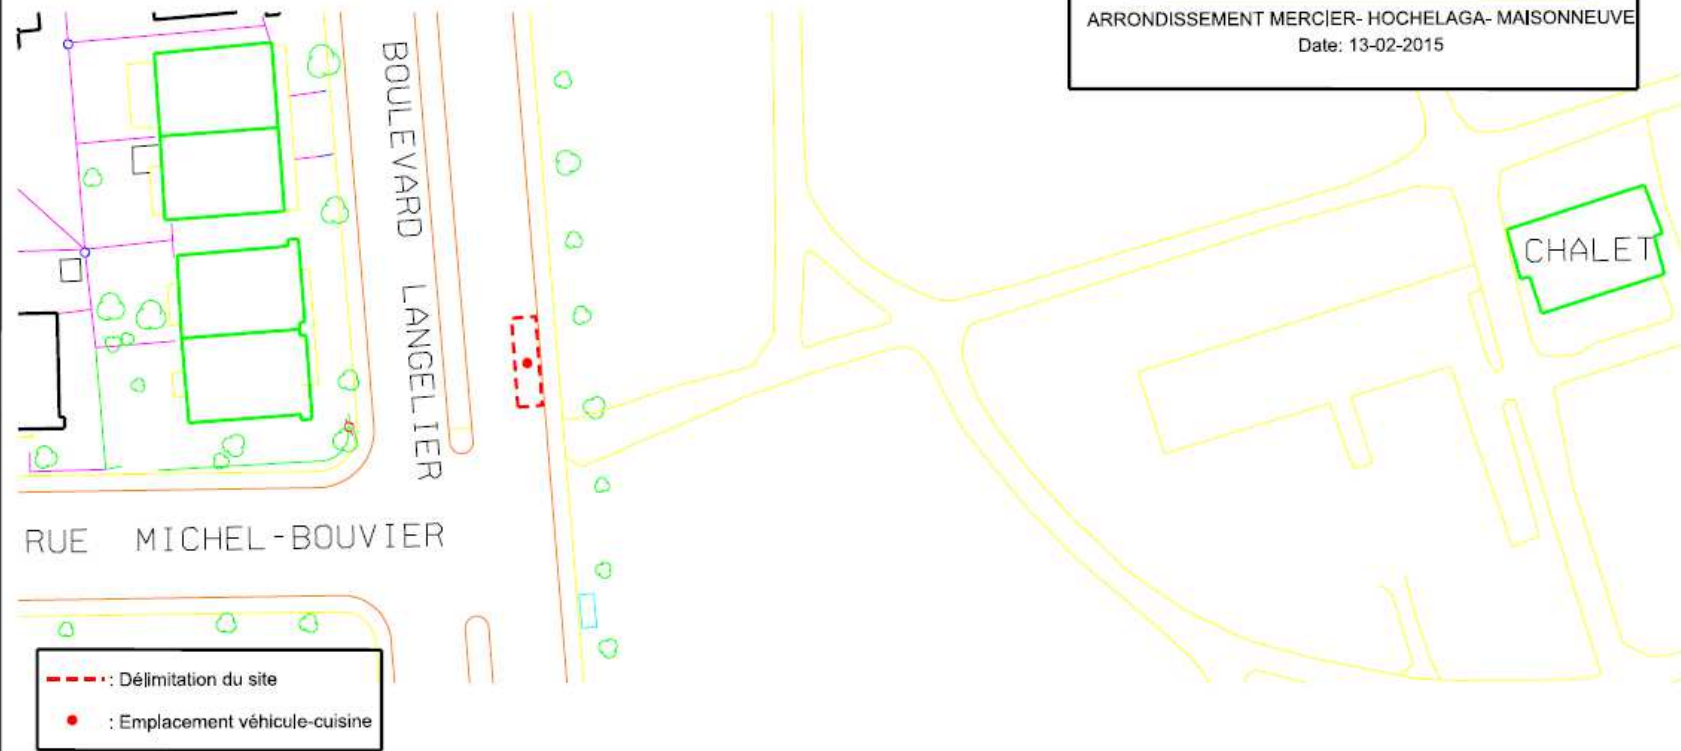 ARRONDISSEMENT MERCIER- HOCHELAGA- MAISONNEUVE
Date: 13-02-2015
BOULEVARD LANGELIER
CHALET
RUE MICHEL-BOUVIER
: Délimitation du site
: Emplacement véhicule-cuisine